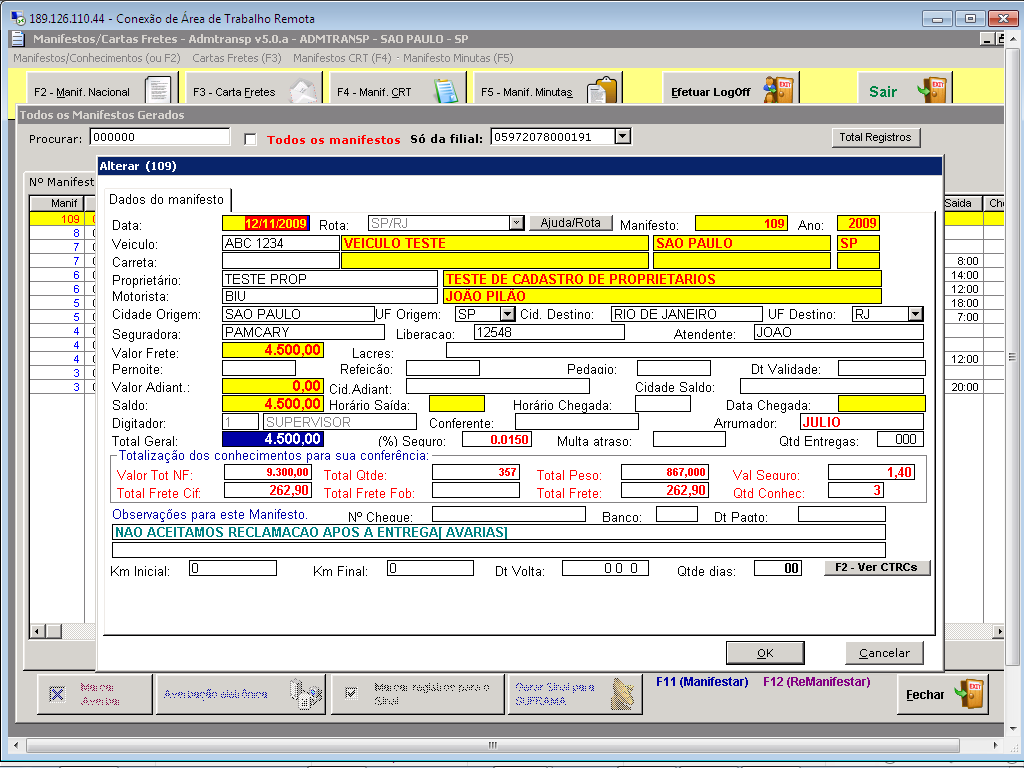 189.126.110.44 - Conexão de Área de Trabalho Remota
Manifestos/Cartas Fretes - Admtransp v5.0.a - ADMTRANSP - SAO PAULO - SP
Manifestos/Conhecimentos (ou F2) Cartas Fretes (F3) Manifestos CRT (F4) - Manifesto Minutas (F5)
F2 - Manif. Nacional F3 - Carta Fretes F4 - Manif. CRT F5 - Manif. Minutas Efetuar LogOff Sair
Todos os Manifestos Gerados
Procurar: 000000 Todos os manifestos Só da filial: 05972078000191 Total Registros
Alterar (109)
Nº Manifest
Dados do manifesto
Manif Saida
Data: 12/11/2009 Rota: SP/RJ Ajuda/Rota Manifesto: 109 Ano: 2009
Veiculo: ABC 1234 VEICULO TESTE SAO PAULO SP
Carreta:
Proprietário: TESTE PROP TESTE DE CADASTRO DE PROPRIETARIOS
Motorista: BIU JOÃO PILÃO
Cidade Origem: SAO PAULO UF Origem: SP Cid. Destino: RIO DE JANEIRO UF Destino: RJ
Seguradora: PAMCARY Liberacao: 12548 Atendente: JOAO
Valor Frete: 4.500,00 Lacres:
Pernoite: Refeicão: Pedagio: Dt Validade:
Valor Adiant.: 0,00 Cid.Adiant: Cidade Saldo:
Saldo: 4.500,00 Horário Saída: Horário Chegada: Data Chegada:
Digitador: 1 SUPERVISOR Conferente: Arrumador: JULIO
Total Geral: 4.500,00 (%) Seguro: 0.0150 Multa atraso: Qtd Entregas: 000
Totalização dos conhecimentos para sua conferência:
Valor Tot NF: 9.300,00 Total Qtde: 357 Total Peso: 867,000 Val Seguro: 1,40
Total Frete Cif: 262,90 Total Frete Fob: Total Frete: 262,90 Qtd Conhec: 3
Observações para este Manifesto. Nº Cheque: Banco: Dt Pagto:
NAO ACEITAMOS RECLAMACAO APOS A ENTREGA[ AVARIAS]
Km Inicial: 0 Km Final: 0 Dt Volta: 0 0 0 Qtde dias: 00 F2 - Ver CTRCs
109
8
7
7 8:00
6 14:00
6 12:00
5 18:00
5 7:00
4
4
4 12:00
3
3 20:00
OK Cancelar
Marcar Averba Averbação eletrônica Marcar registros para o Sinal Gerar Sinal para SUFRAMA F11 (Manifestar) F12 (ReManifestar) Fechar